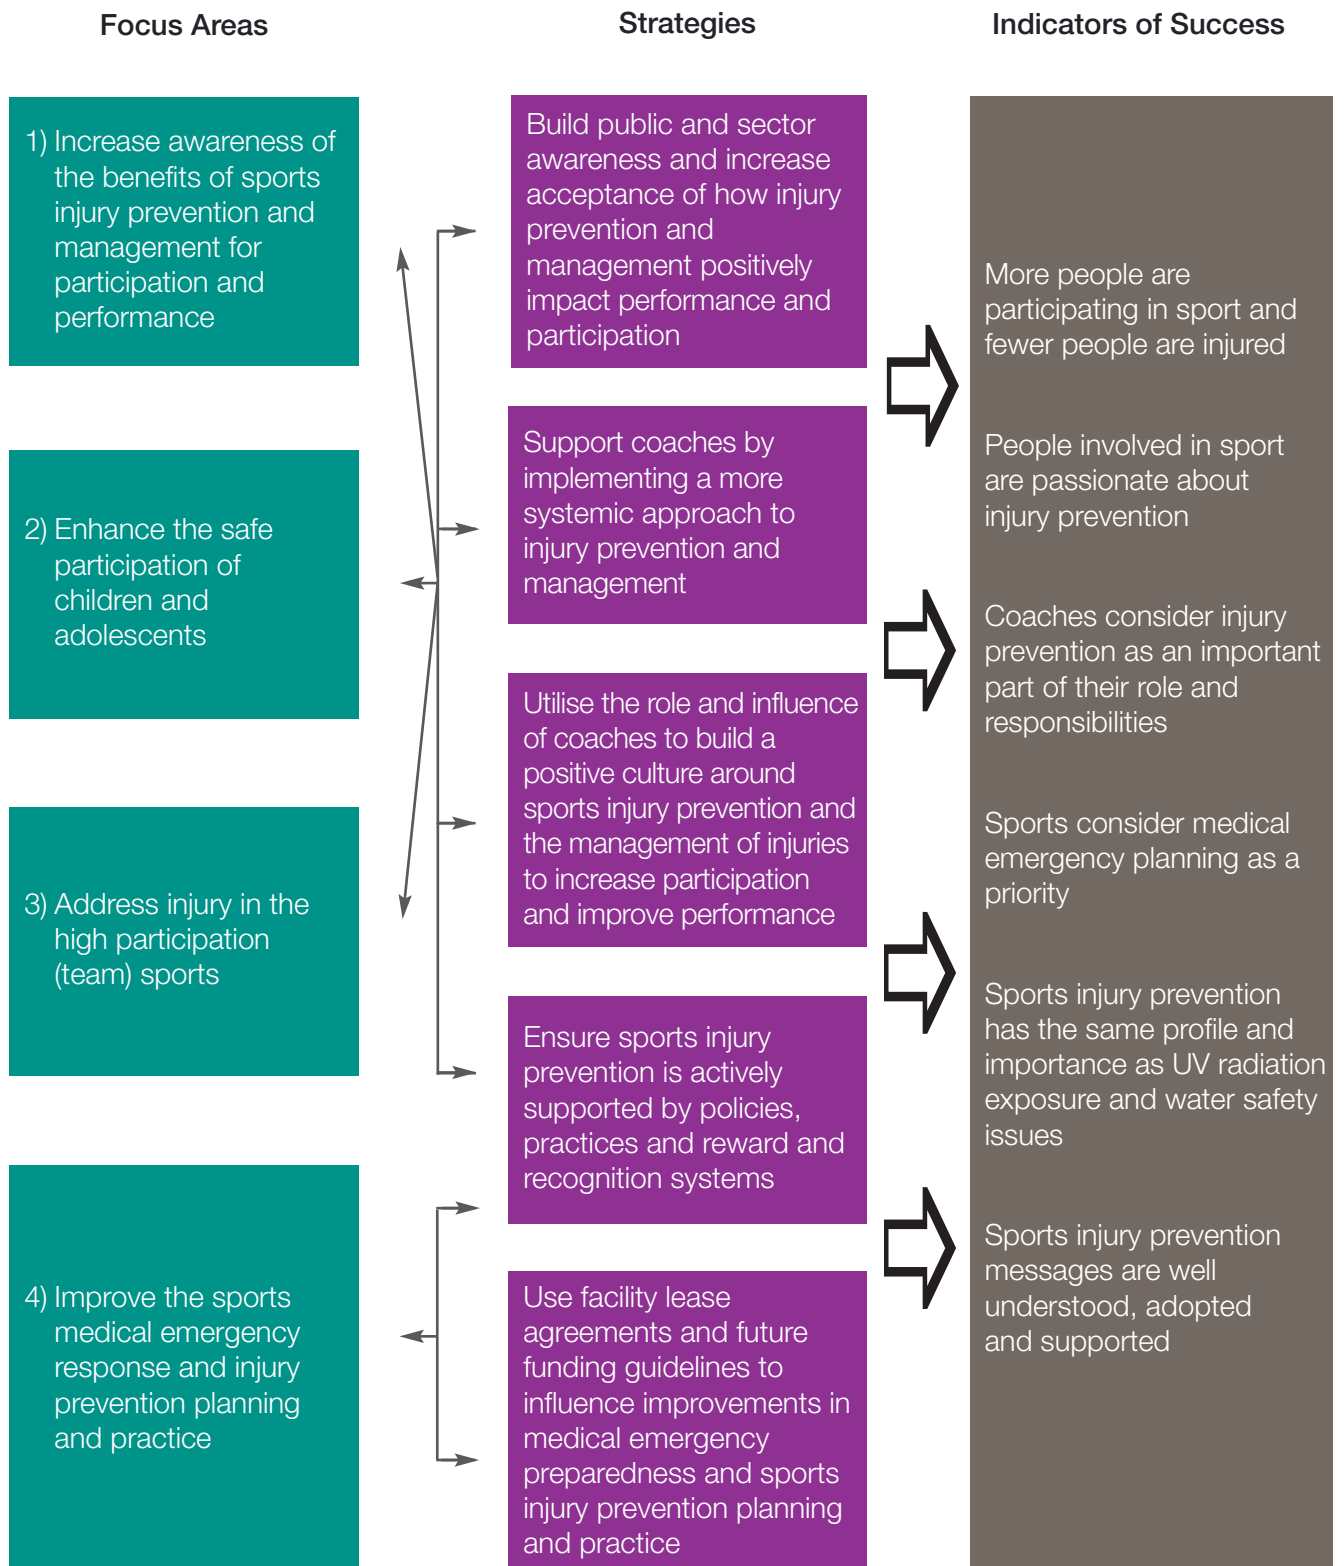 Focus Areas
Strategies
Indicators of Success
1) Increase awareness of
the benefits of sports
injury prevention and
management for
participation and
performance
2) Enhance the safe
participation of
children and
adolescents
3) Address injury in the
high participation
(team) sports
4) Improve the sports
medical emergency
response and injury
prevention planning
and practice
Build public and sector
awareness and increase
acceptance of how injury
prevention and
management positively
impact performance and
participation
Support coaches by
implementing a more
systemic approach to
injury prevention and
management
Utilise the role and influence
of coaches to build a
positive culture around
sports injury prevention and
the management of injuries
to increase participation
and improve performance
Ensure sports injury
prevention is actively
supported by policies,
practices and reward and
recognition systems
Use facility lease
agreements and future
funding guidelines to
influence improvements in
medical emergency
preparedness and sports
injury prevention planning
and practice
More people are
participating in sport and
fewer people are injured
People involved in sport
are passionate about
injury prevention
Coaches consider injury
prevention as an important
part of their role and
responsibilities
Sports consider medical
emergency planning as a
priority
Sports injury prevention
has the same profile and
importance as UV radiation
exposure and water safety
issues
Sports injury prevention
messages are well
understood, adopted
and supported